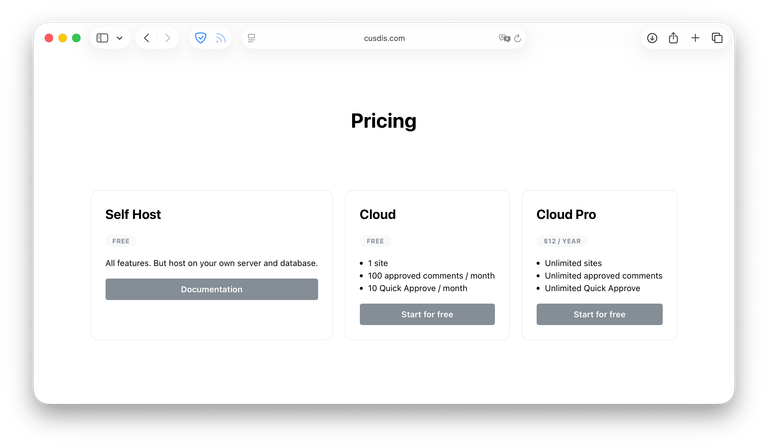 cusdis.com
Pricing
Self Host
FREE
All features. But host on your own server and database.
Documentation
Cloud
FREE
1 site
100 approved comments / month
10 Quick Approve / month
Start for free
Cloud Pro
$12 / YEAR
Unlimited sites
Unlimited approved comments
Unlimited Quick Approve
Start for free